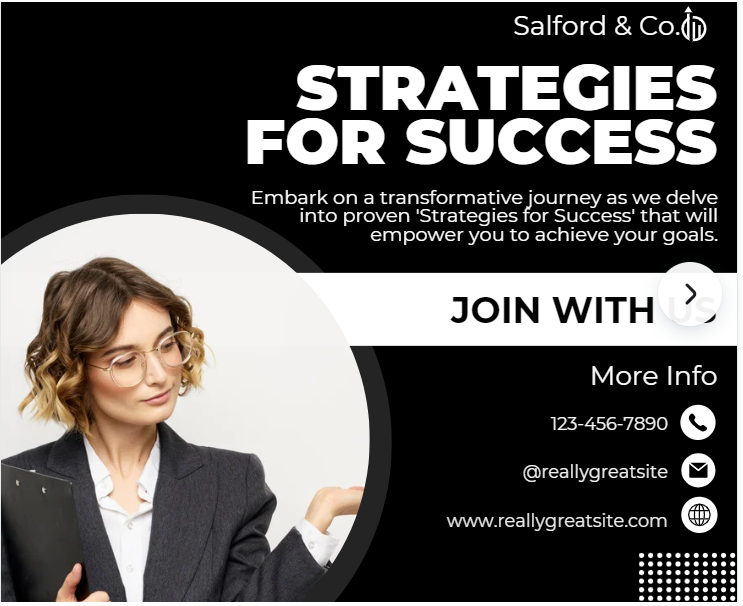 Salford & Co.
STRATEGIES
FOR SUCCESS
Embark on a transformative journey as we delve
into proven 'Strategies for Success' that will
empower you to achieve your goals.
JOIN WITH US
More Info
123-456-7890
@reallygreatsite
www.reallygreatsite.com